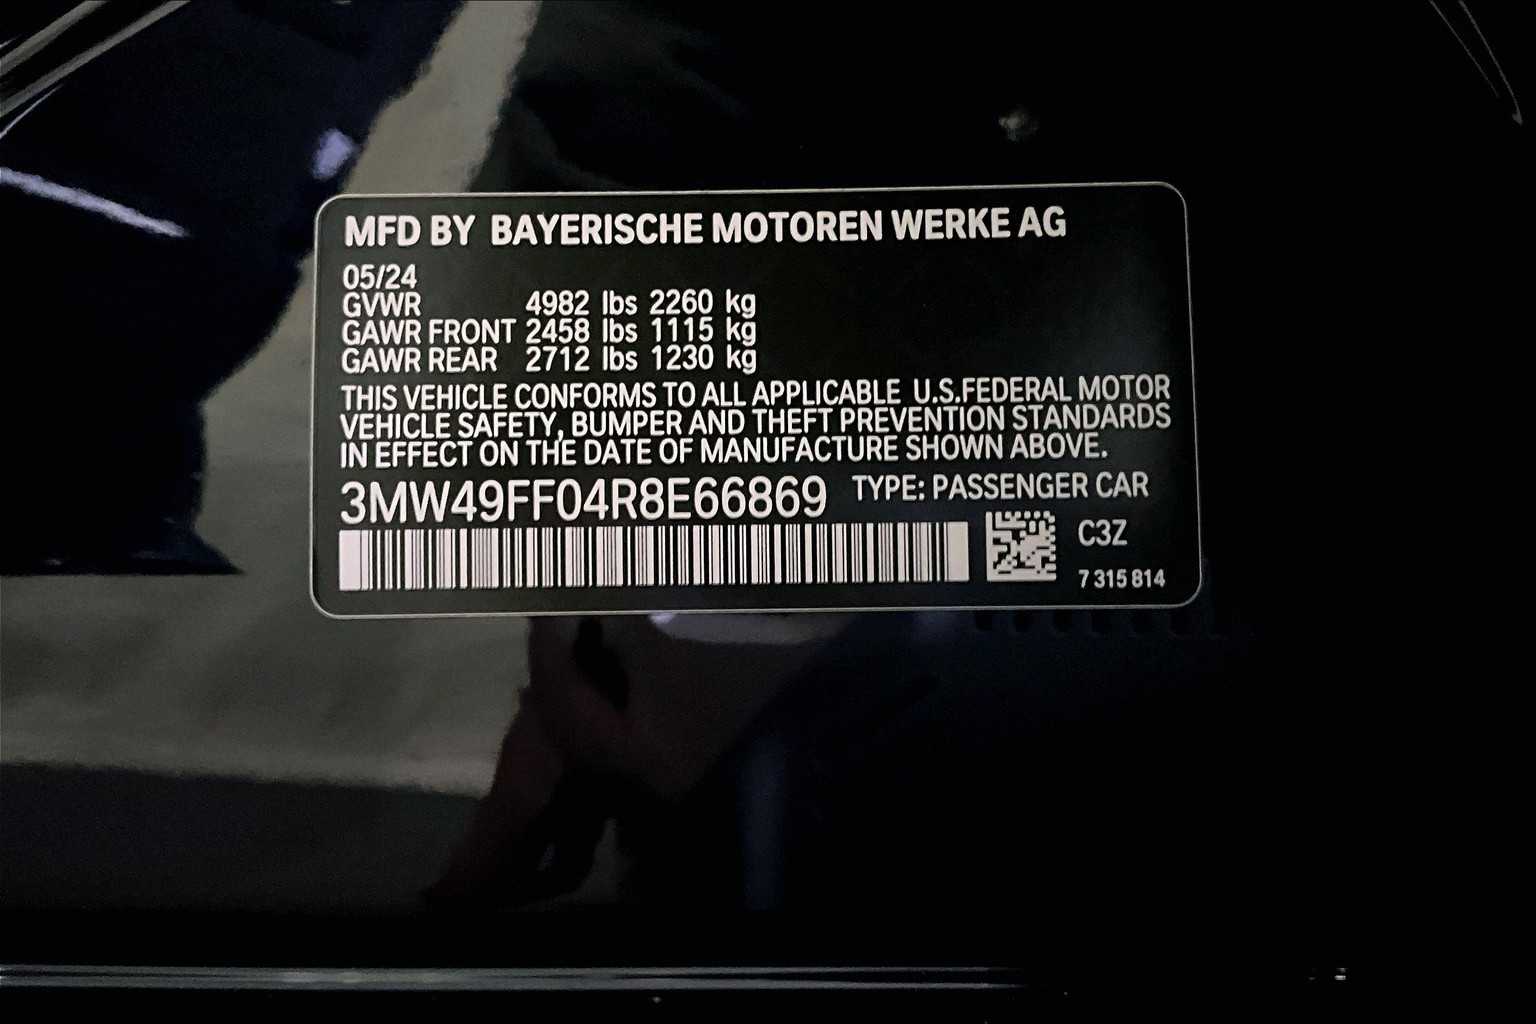 MFD BY BAYERISCHE MOTOREN WERKE AG
05/24
GVWR 4982 lbs 2260 kg
GAWR FRONT 2458 lbs 1115 kg
GAWR REAR 2712 lbs 1230 kg
THIS VEHICLE CONFORMS TO ALL APPLICABLE U.S.FEDERAL MOTOR
VEHICLE SAFETY, BUMPER AND THEFT PREVENTION STANDARDS
IN EFFECT ON THE DATE OF MANUFACTURE SHOWN ABOVE.
3MW49FF04R8E66869 TYPE: PASSENGER CAR
C3Z
7 315 814